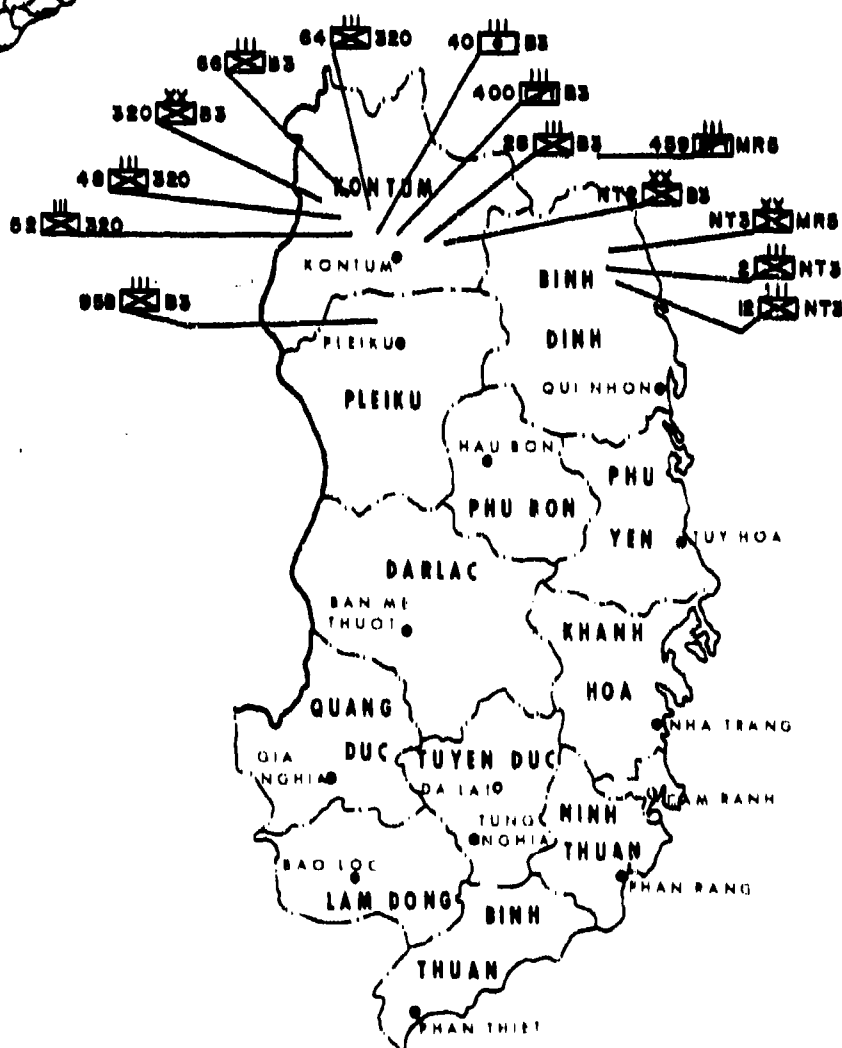 64 320
40 B3
66 B3
400 B3
320 B3
28 B3
459 MR5
48 320
KONTUM
NT2 B3
52 320
NT3 MR5
KONTUM
BINH
2 NT3
95B B3
12 NT3
PLEIKU
DINH
PLEIKU
QUI NHON
HAU BON
PHU
PHU BON
YEN
TUY HOA
DARLAC
BAN ME
THUOT
KHANH
HOA
QUANG
DUC
NHA TRANG
GIA
NGHIA
TUYEN DUC
DA LAT
CAM RANH
NINH
TUNG
NGHIA
THUAN
BAO LOC
PHAN RANG
LAM DONG
BINH
THUAN
PHAN THIET